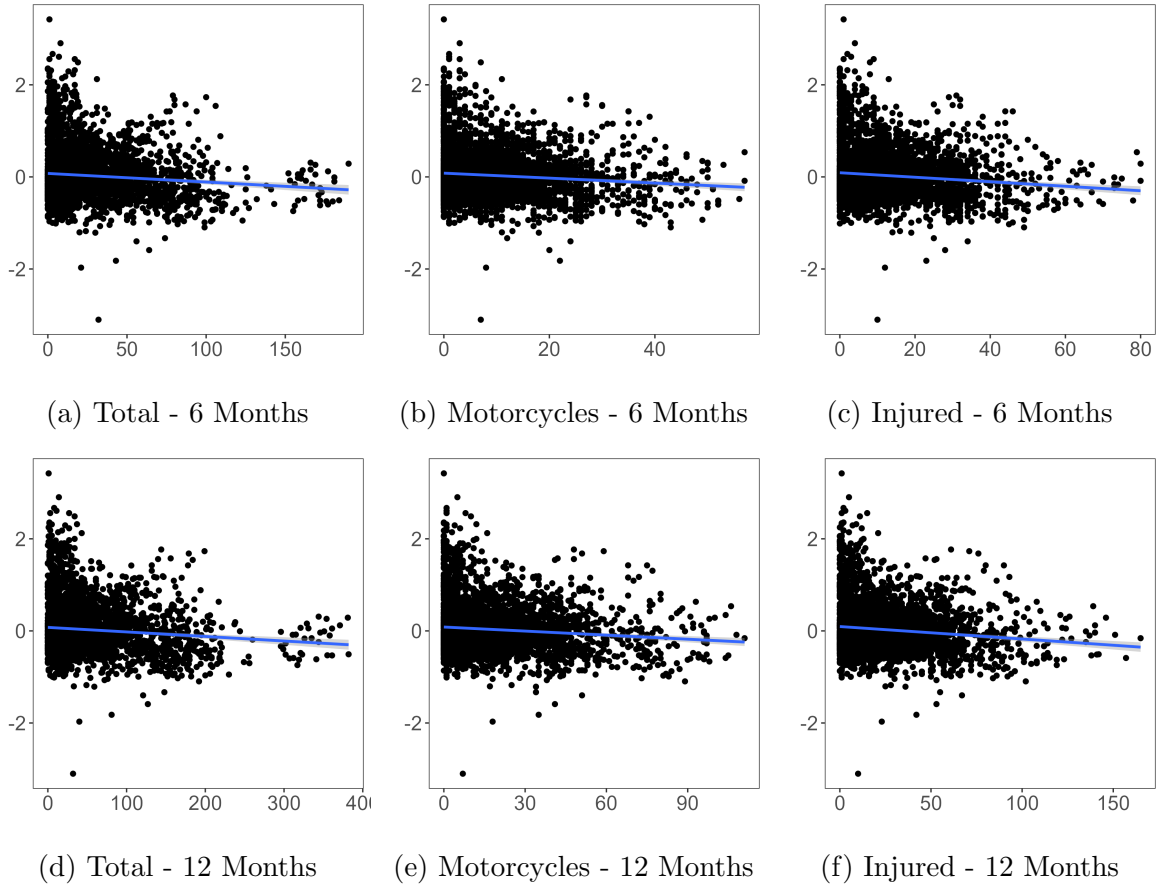 2
0
-2
0 50 100 150
2
0
-2
0 20 40
2
0
-2
0 20 40 60 80
(a) Total - 6 Months
(b) Motorcycles - 6 Months
(c) Injured - 6 Months
2
0
-2
0 100 200 300 400
2
0
-2
0 30 60 90
2
0
-2
0 50 100 150
(d) Total - 12 Months
(e) Motorcycles - 12 Months
(f) Injured - 12 Months